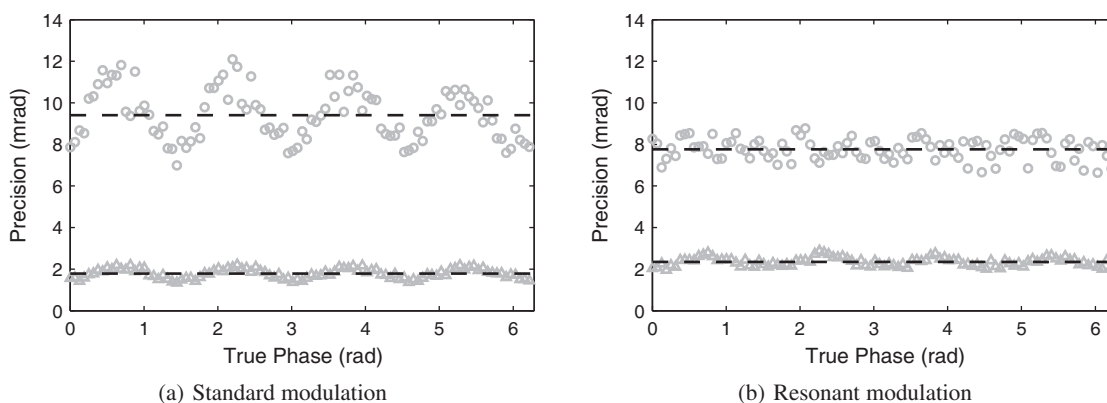 14
12
10
8
6
4
2
0
Precision (mrad)
0 1 2 3 4 5 6
True Phase (rad)
(a) Standard modulation
14
12
10
8
6
4
2
0
Precision (mrad)
0 1 2 3 4 5 6
True Phase (rad)
(b) Resonant modulation